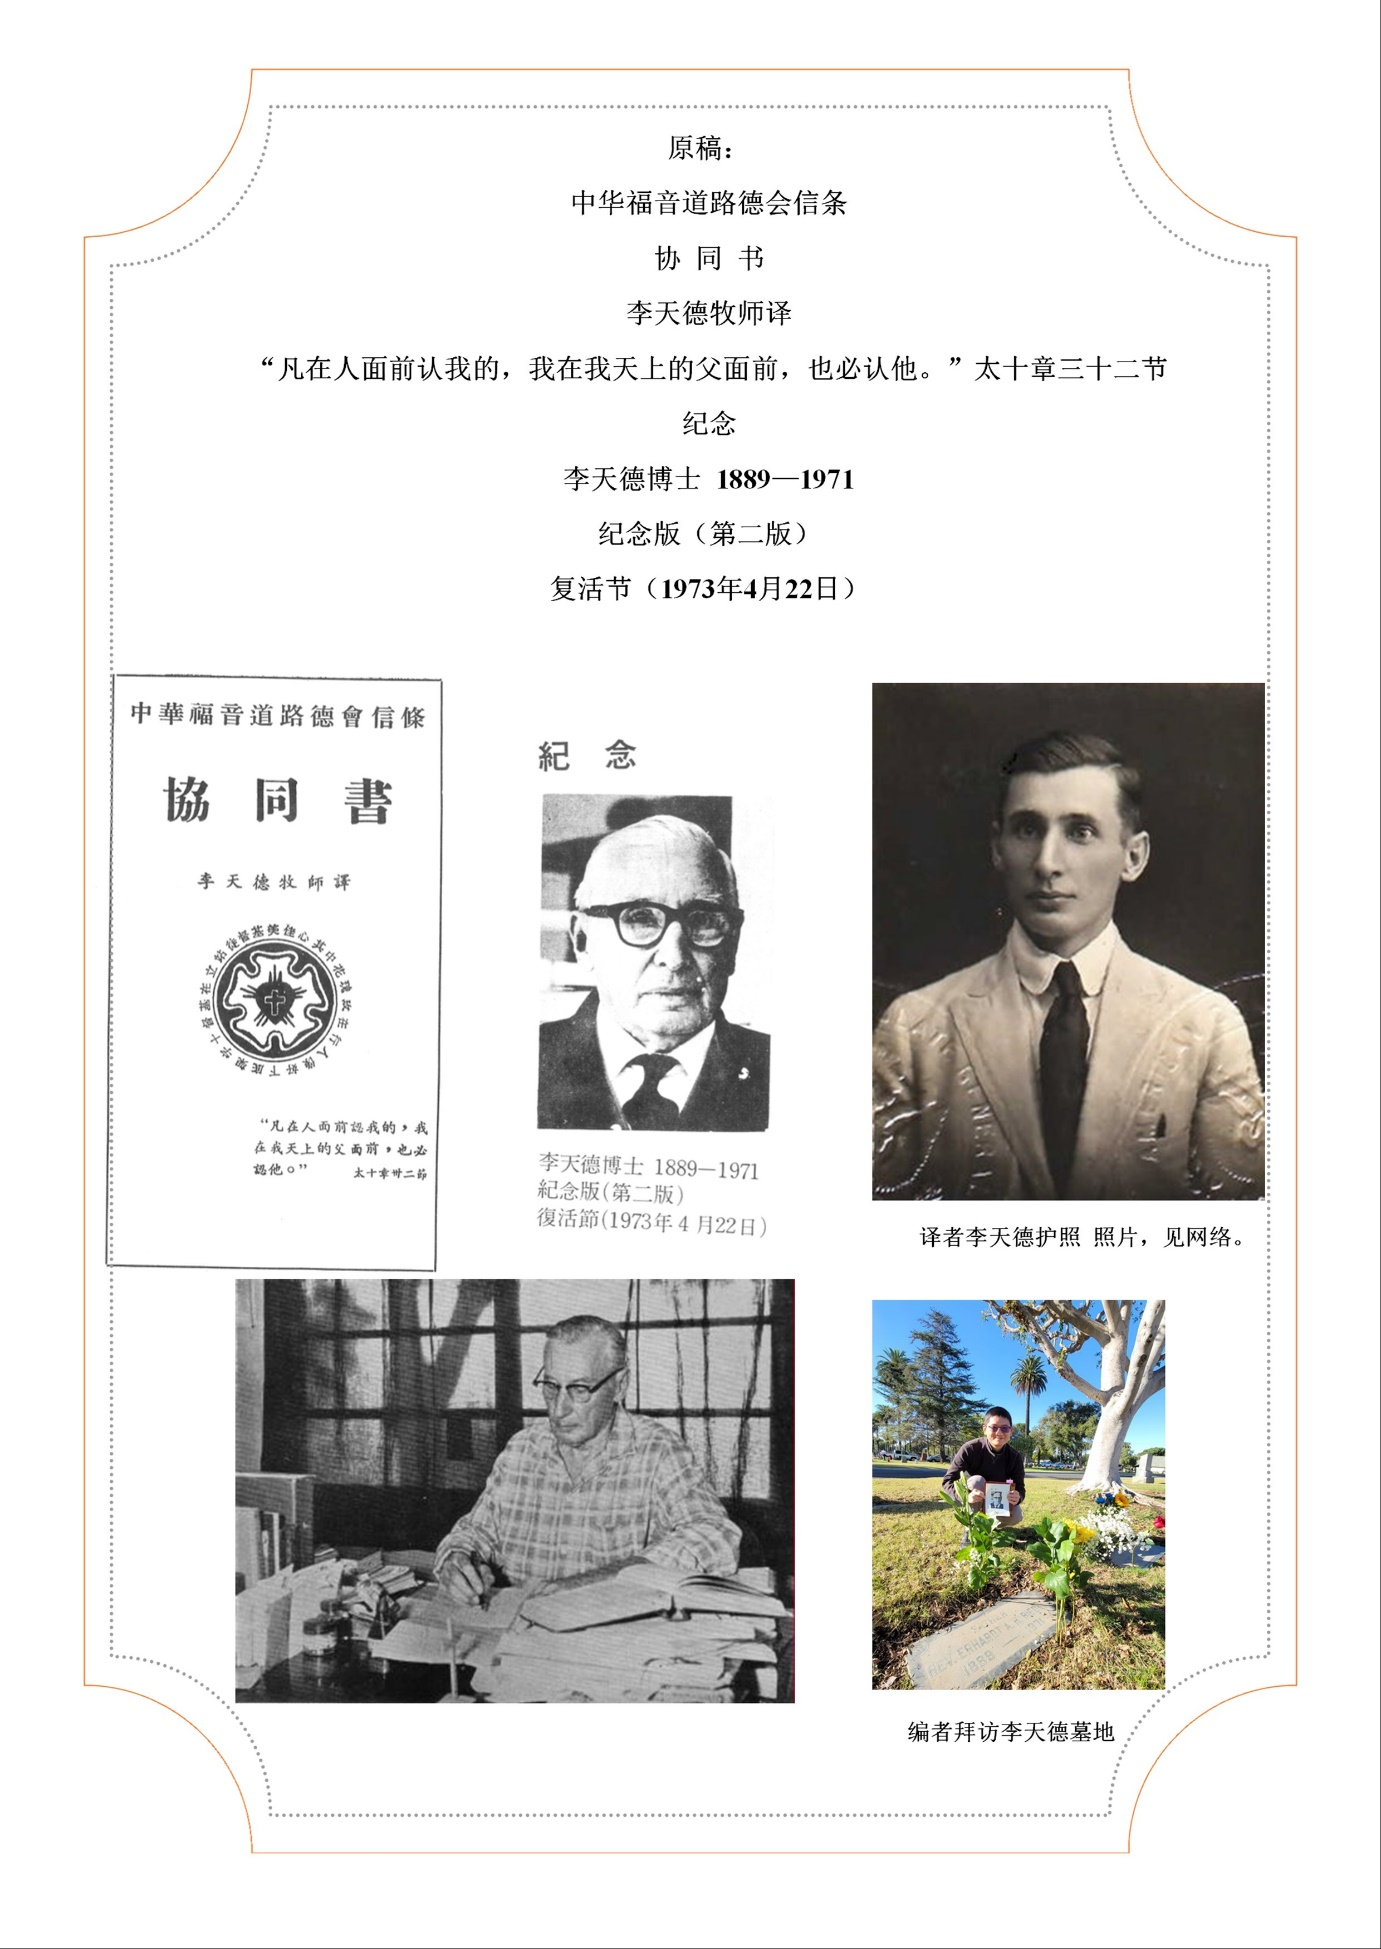 原稿：
中华福音道路德会信条
协 同 书
李天德牧师译
“凡在人面前认我的，我在我天上的父面前，也必认他。”太十章三十二节
纪念
李天德博士 1889—1971
纪念版（第二版）
复活节（1973年4月22日）
中華福音道路德會信條
協 同 書
李天德牧師譯
“凡在人面前認我的，我
在我天上的父面前，也必
認他。” 太十章卅二節
紀 念
李天德博士 1889—1971
紀念版(第二版)
復活節(1973年4月22日)
译者李天德护照 照片，见网络。
REV. ERHARDT
编者拜访李天德墓地